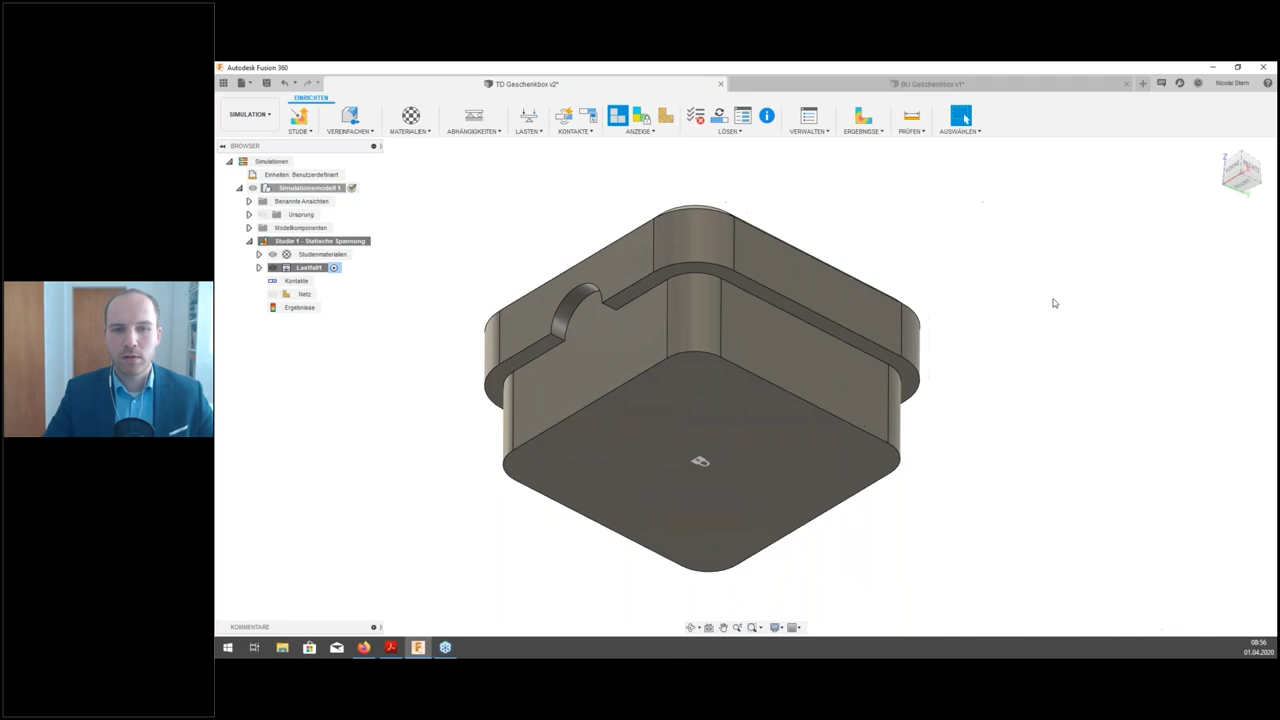 Autodesk Fusion 360
TD Geschenkbox v2*
BU Geschenkbox v1*
Nicolai Stern
EINRICHTEN
SIMULATION
STUDIE
VEREINFACHEN
MATERIALIEN
ABHÄNGIGKEITEN
LASTEN
KONTAKTE
ANZEIGE
LÖSEN
VERWALTEN
ERGEBNISSE
PRÜFEN
AUSWÄHLEN
BROWSER
Simulationen
Einheiten: Benutzerdefiniert
Simulationsmodell 1
Benannte Ansichten
Ursprung
Modellkomponenten
Studie 1 - Statische Spannung
Studienmaterialien
Lastfall1
Kontakte
Netz
Ergebnisse
Z
KOMMENTARE
08:56
01.04.2020